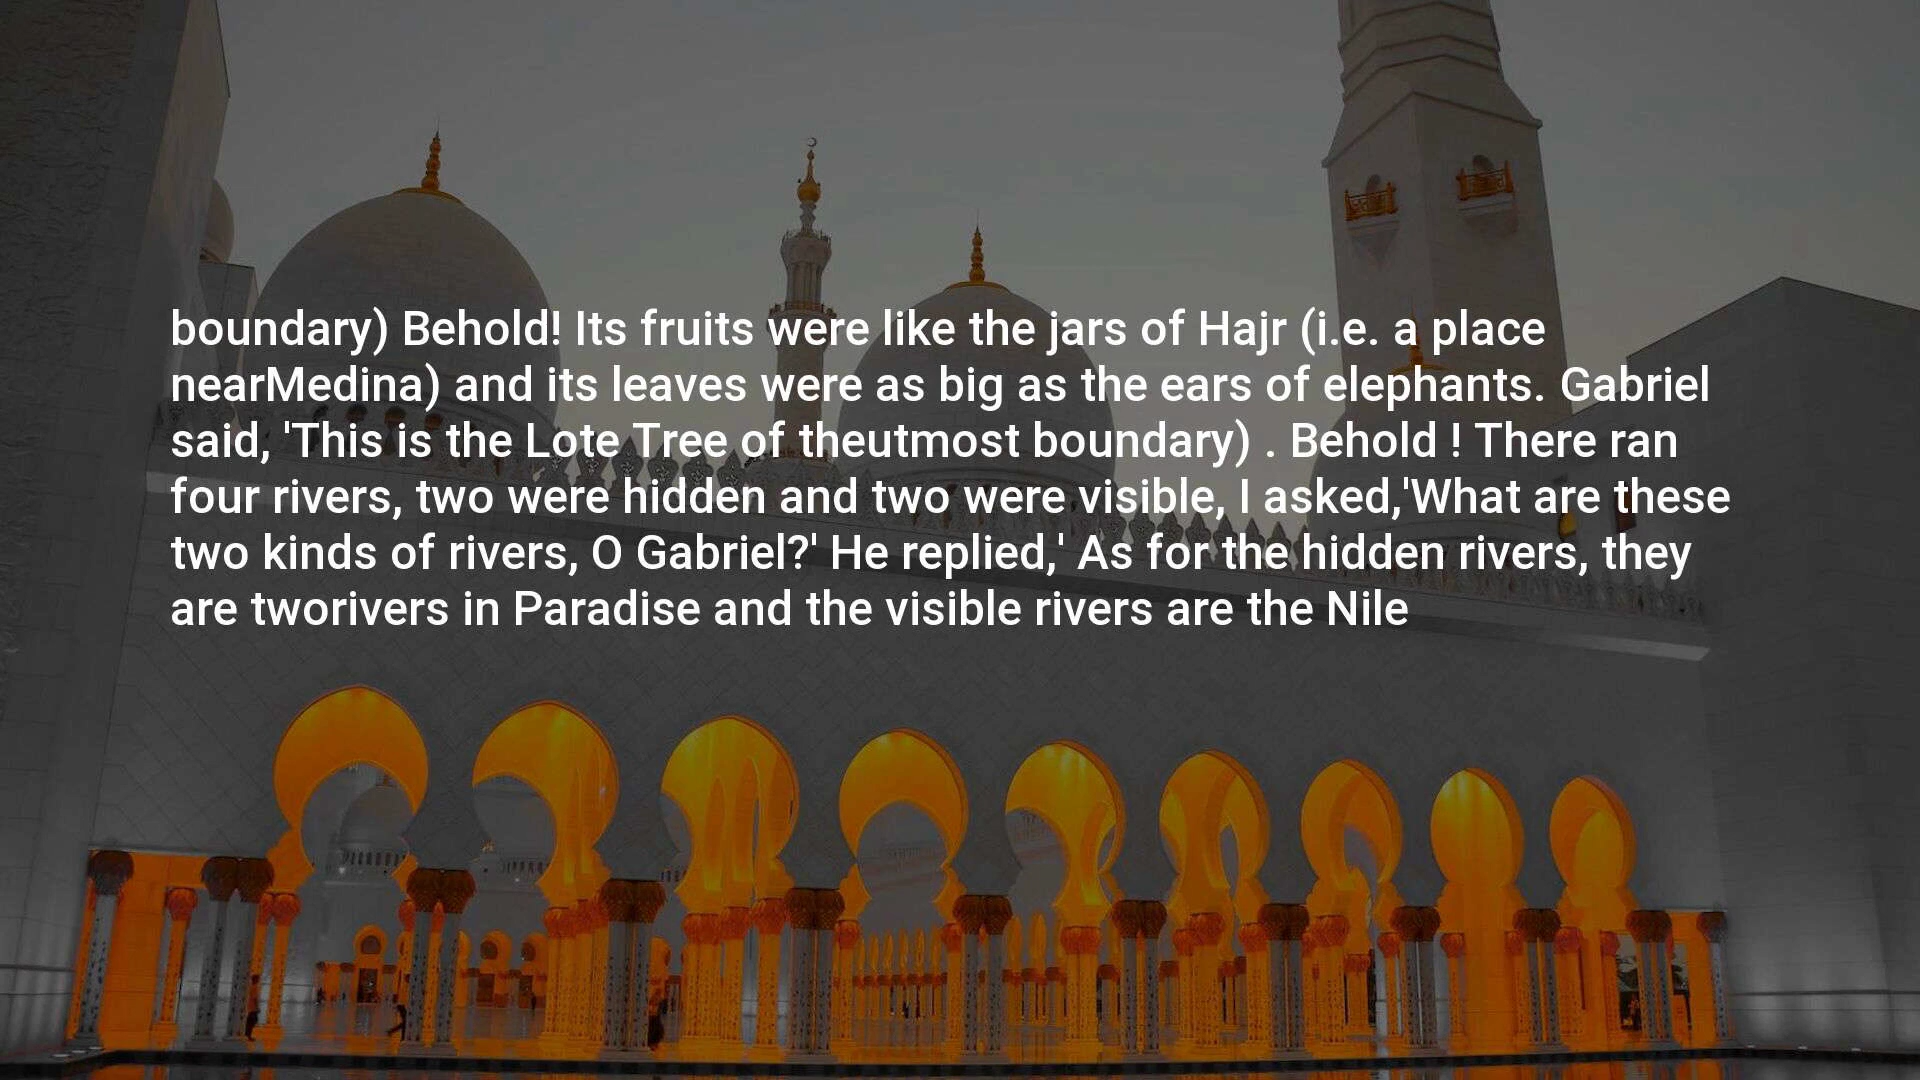 boundary) Behold! Its fruits were like the jars of Hajr (i.e. a place
nearMedina) and its leaves were as big as the ears of elephants. Gabriel
said, 'This is the Lote Tree of theutmost boundary) . Behold ! There ran
four rivers, two were hidden and two were visible, I asked,'What are these
two kinds of rivers, O Gabriel?' He replied,' As for the hidden rivers, they
are tworivers in Paradise and the visible rivers are the Nile